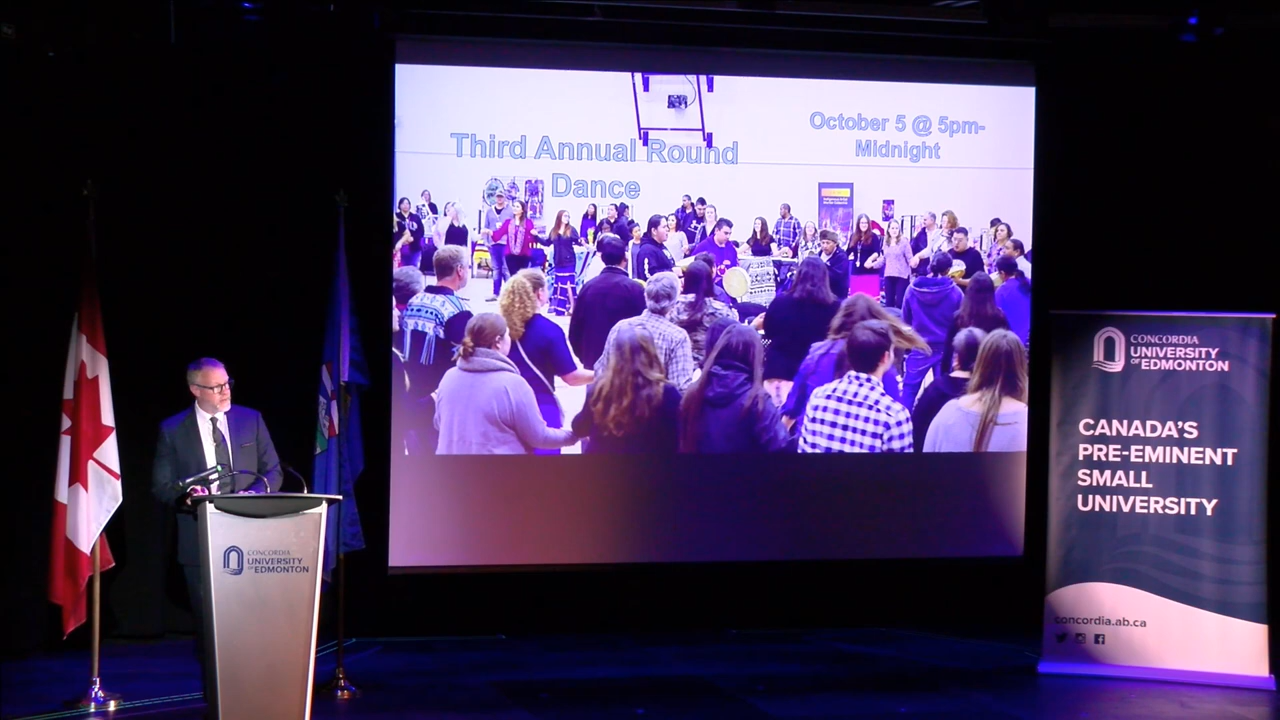 Third Annual Round
Dance
October 5 @ 5pm-
Midnight
CONCORDIA
UNIVERSITY
OF EDMONTON
CONCORDIA
UNIVERSITY
OF EDMONTON
CANADA'S
PRE-EMINENT
SMALL
UNIVERSITY
concordia.ab.ca